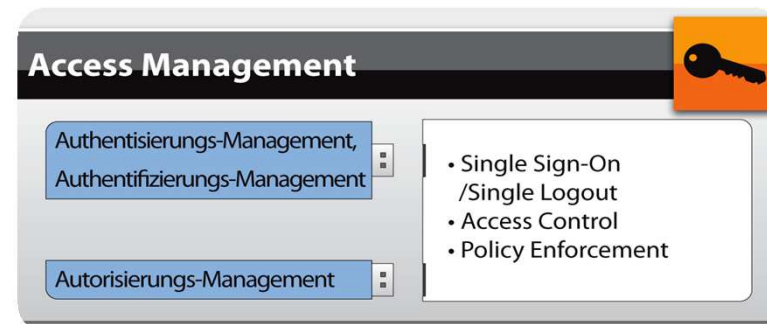 Access Management
Authentisierungs-Management,
Authentifizierungs-Management
Autorisierungs-Management
• Single Sign-On
/Single Logout
• Access Control
• Policy Enforcement